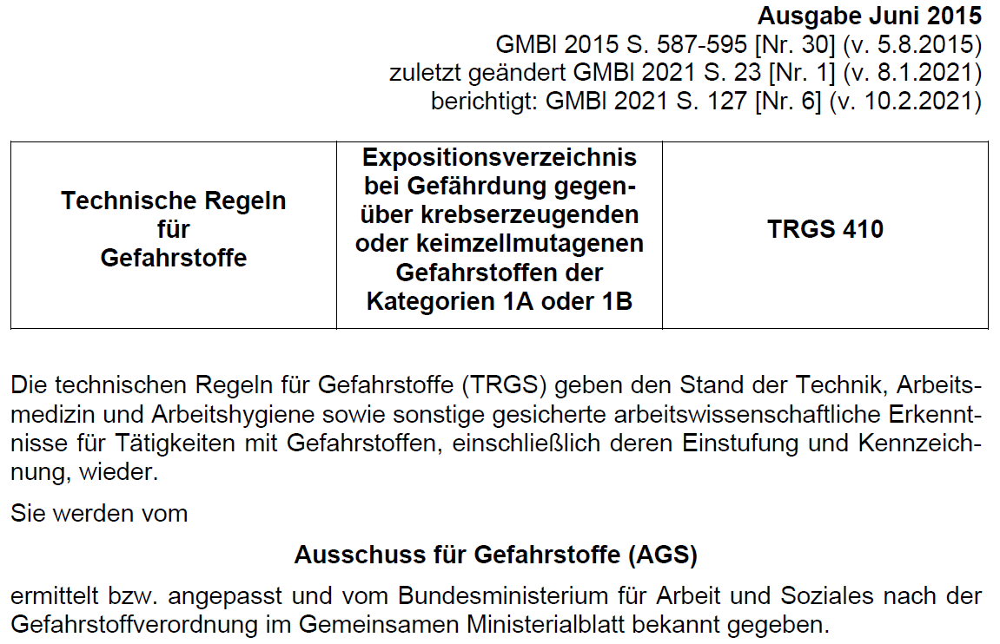 Ausgabe Juni 2015
GMBl 2015 S. 587-595 [Nr. 30] (v. 5.8.2015)
zuletzt geändert GMBl 2021 S. 23 [Nr. 1] (v. 8.1.2021)
berichtigt: GMBl 2021 S. 127 [Nr. 6] (v. 10.2.2021)
Technische Regeln
für
Gefahrstoffe
Expositionsverzeichnis
bei Gefährdung gegen-
über krebserzeugenden
oder keimzellmutagenen
Gefahrstoffen der
Kategorien 1A oder 1B
TRGS 410
Die technischen Regeln für Gefahrstoffe (TRGS) geben den Stand der Technik, Arbeits-
medizin und Arbeitshygiene sowie sonstige gesicherte arbeitswissenschaftliche Erkennt-
nisse für Tätigkeiten mit Gefahrstoffen, einschließlich deren Einstufung und Kennzeich-
nung, wieder.
Sie werden vom
Ausschuss für Gefahrstoffe (AGS)
ermittelt bzw. angepasst und vom Bundesministerium für Arbeit und Soziales nach der
Gefahrstoffverordnung im Gemeinsamen Ministerialblatt bekannt gegeben.